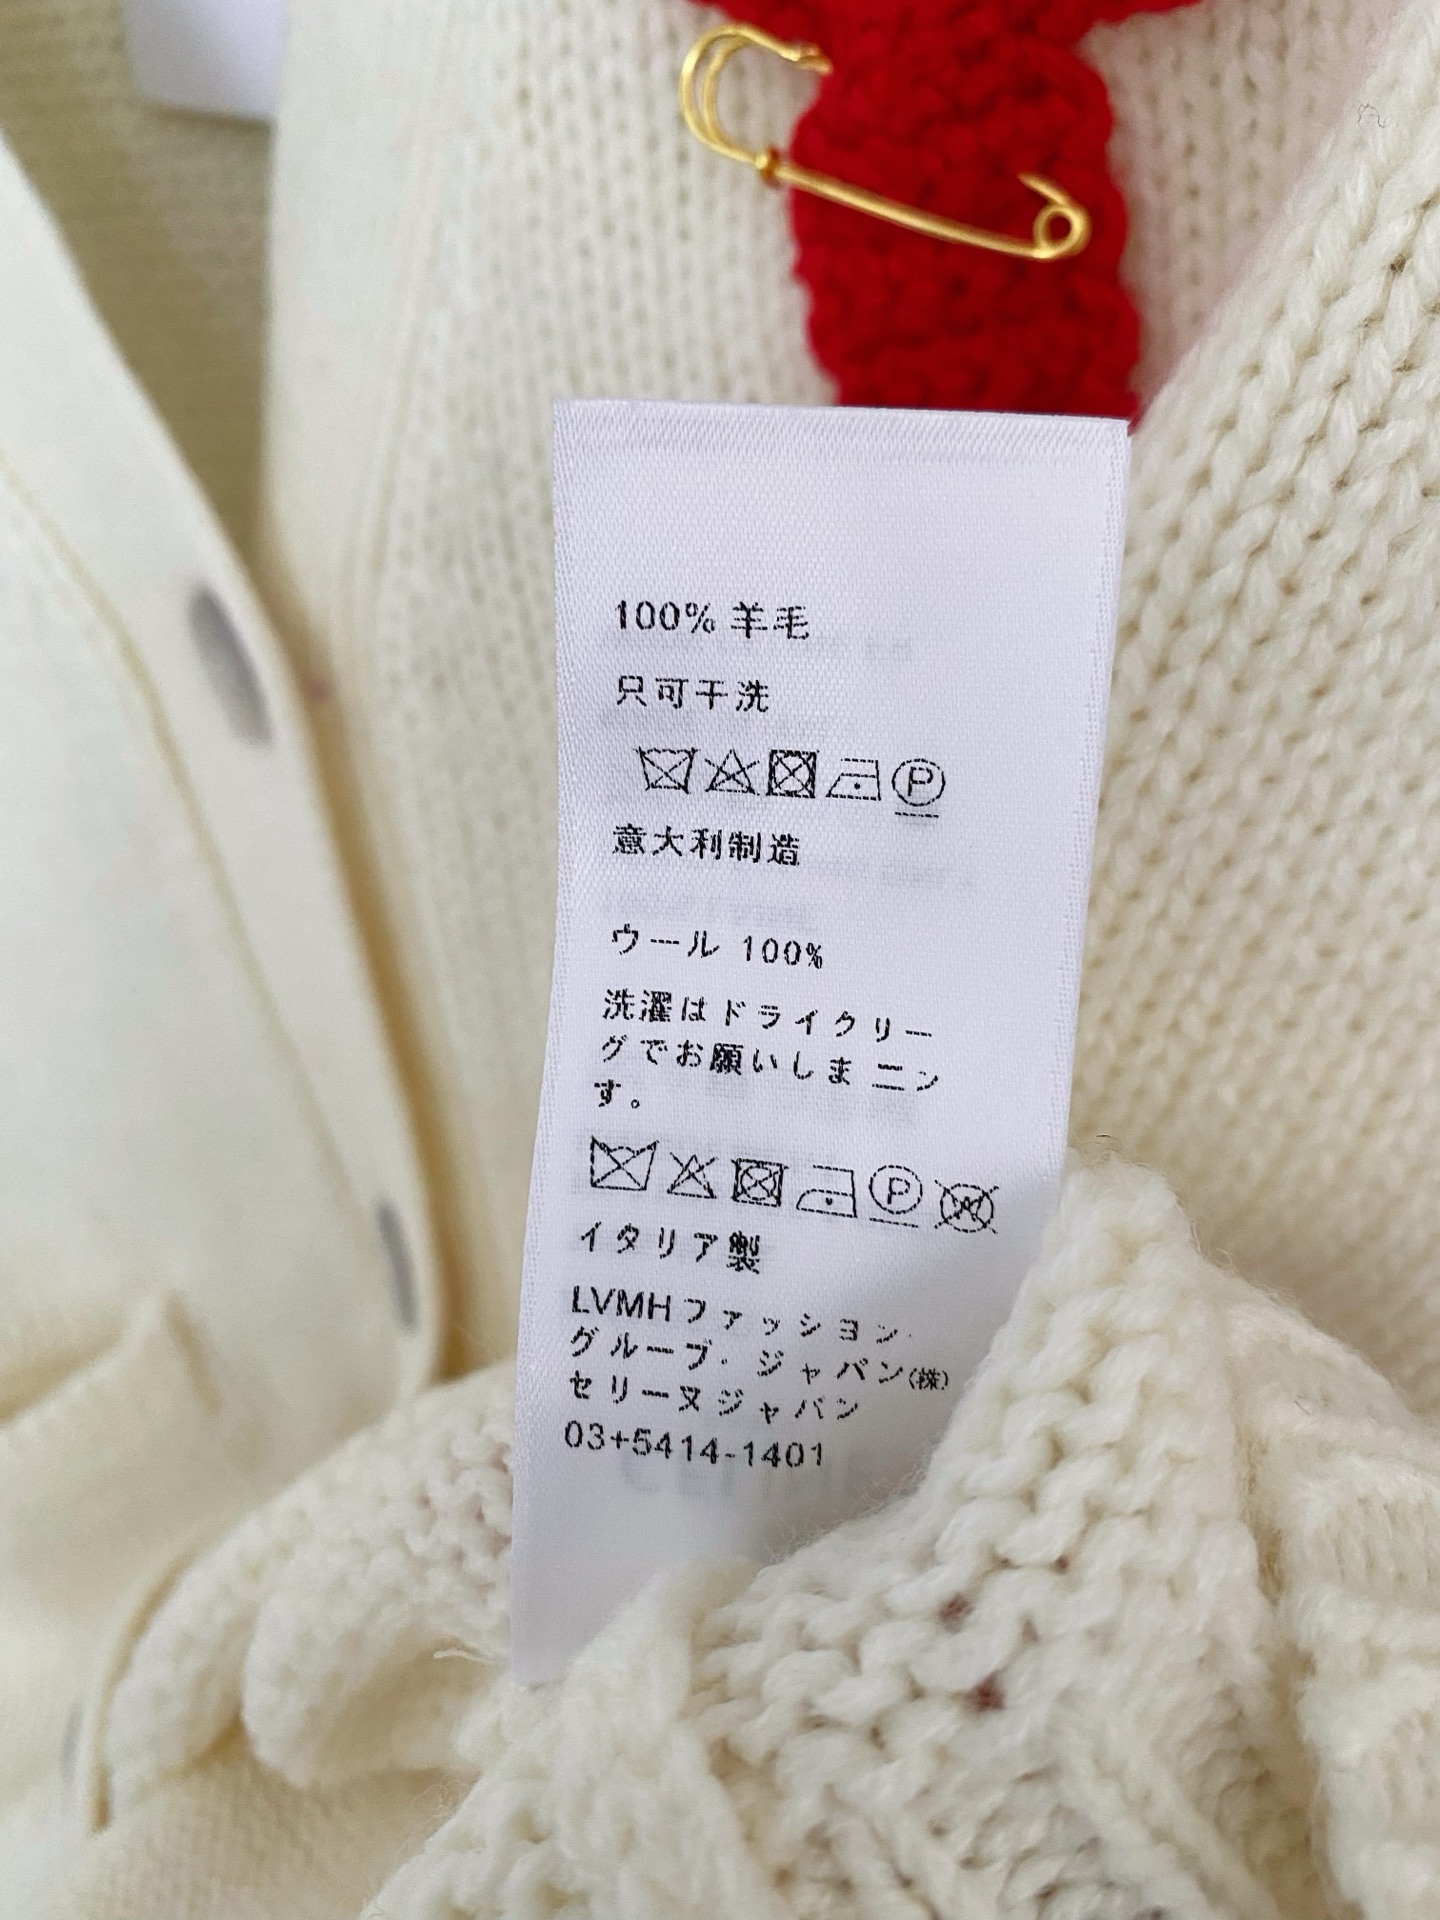 100% 羊毛
只可干洗
P
意大利制造
ウール 100%
洗濯はドライクリー
グでお願いしま ニン
す。
P W
イタリア製
LVMHファッション.
グループ. ジャパン(株)
セリーヌジャパン
03+5414-1401